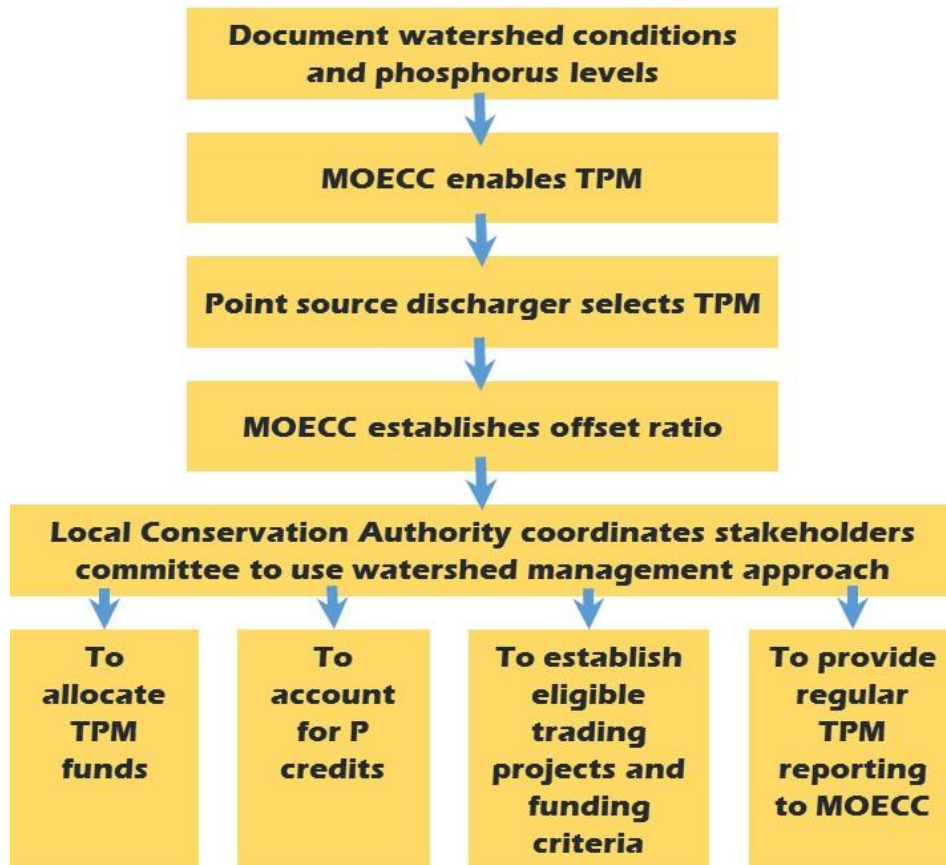 Document watershed conditions
and phosphorus levels
MOECC enables TPM
Point source discharger selects TPM
MOECC establishes offset ratio
Local Conservation Authority coordinates stakeholders
committee to use watershed management approach
To
allocate
TPM
funds
To
account
for P
credits
To establish
eligible
trading
projects and
funding
criteria
To provide
regular
TPM
reporting
to MOECC